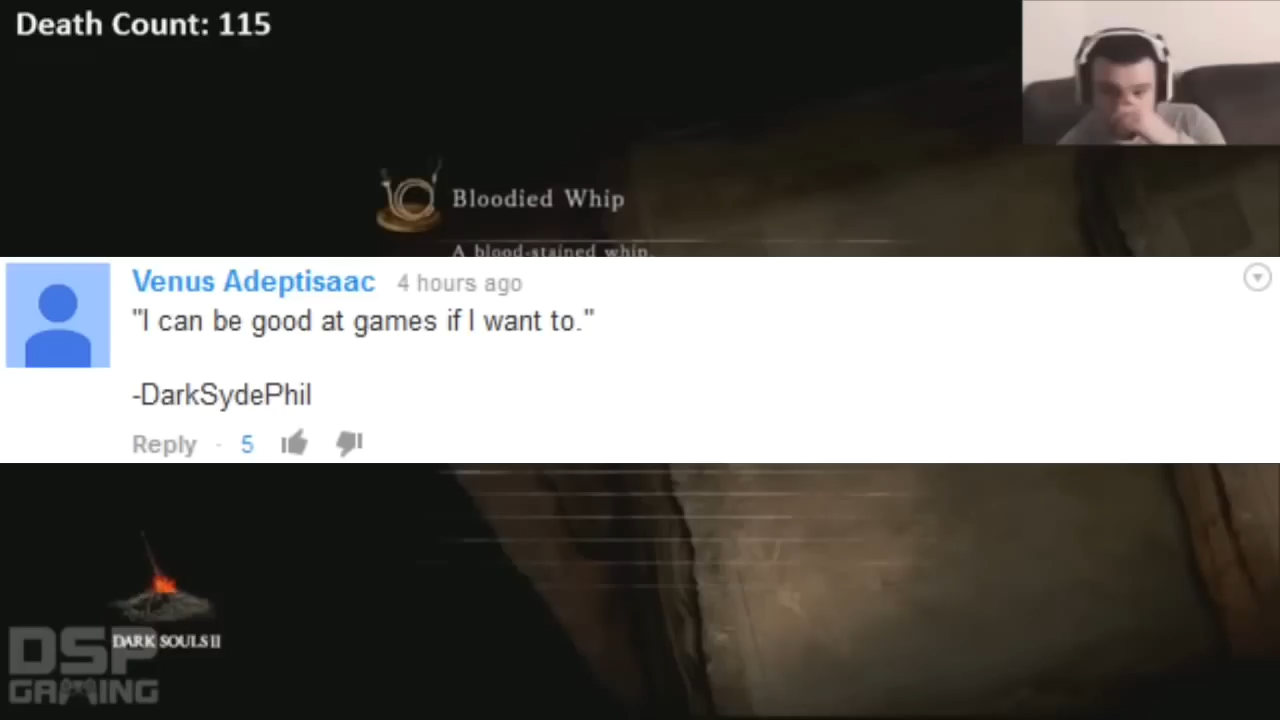 Death Count: 115
Bloodied Whip
A blood-stained whip.
Venus Adeptisaac 4 hours ago
"I can be good at games if I want to."
-DarkSydePhil
Reply · 5
DARK SOULS II
DSP
GAMING